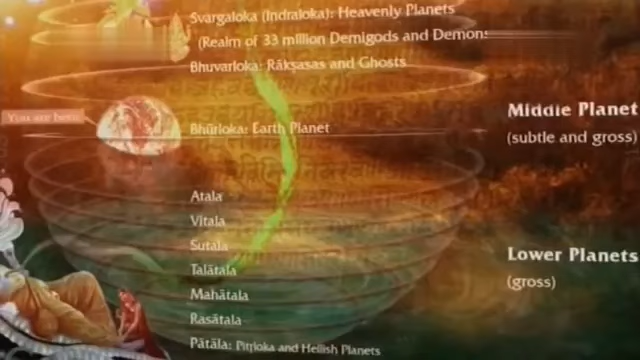 Svargaloka (Indraloka): Heavenly Planets
(Realm of 33 million Demigods and Demons
Bhuvarloka: Rākṣasas and Ghosts
You are here
Bhūrloka: Earth Planet
Middle Planet
(subtle and gross)
Atala
Vitala
Sutala
Talātala
Mahātala
Rasātala
Pātāla: Pitṛloka and Hellish Planets
Lower Planets
(gross)